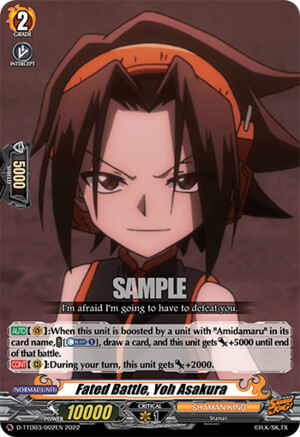 2
GRADE
INTERCEPT
5000
SHIELD
SAMPLE
I'm afraid I'm going to have to defeat you.
AUTO :When this unit is boosted by a unit with "Amidamaru" in its
card name, [ 1], draw a card, and this unit gets +5000 until end
of that battle.
CONT :During your turn, this unit gets +2000.
NORMAL UNIT
Fated Battle, Yoh Asakura
POWER 10000
CRITICAL
1
SHAMAN KING
Shaman
D-TTD03/002EN 2022
©H.K/SK,TX